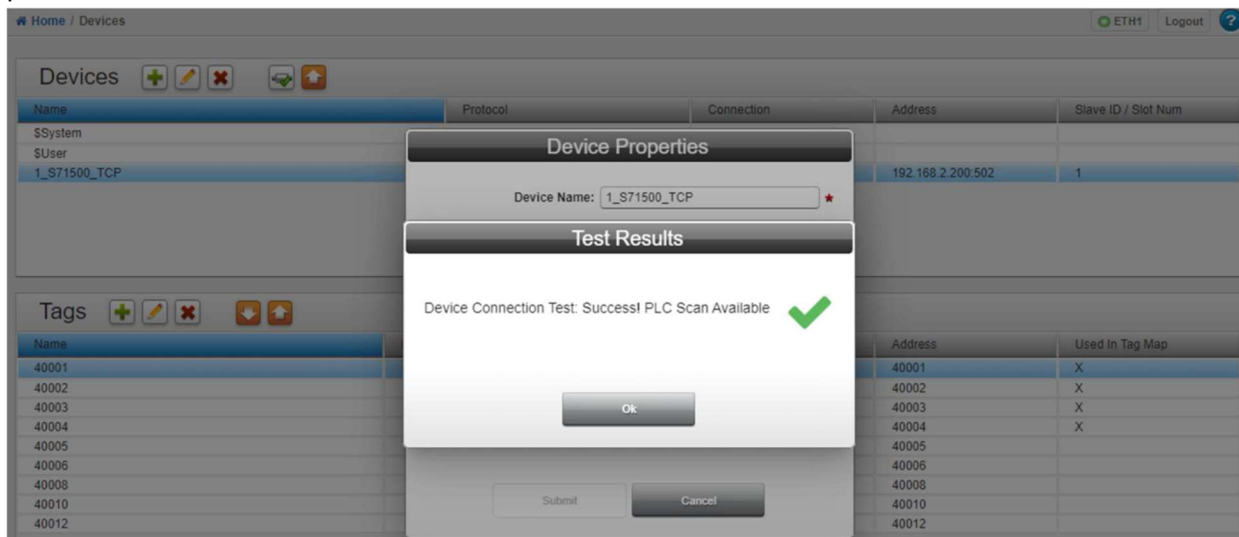 Home / Devices
ETH1 Logout ?
Devices
Name Protocol Connection Address Slave ID / Slot Num
$System
$User
1_S71500_TCP 192.168.2.200:502 1
Device Properties
Device Name: 1_S71500_TCP *
Test Results
Device Connection Test: Success! PLC Scan Available
Ok
Submit Cancel
Tags
Name Address Used In Tag Map
40001 40001 X
40002 40002 X
40003 40003 X
40004 40004 X
40005 40005
40006 40006
40008 40008
40010 40010
40012 40012